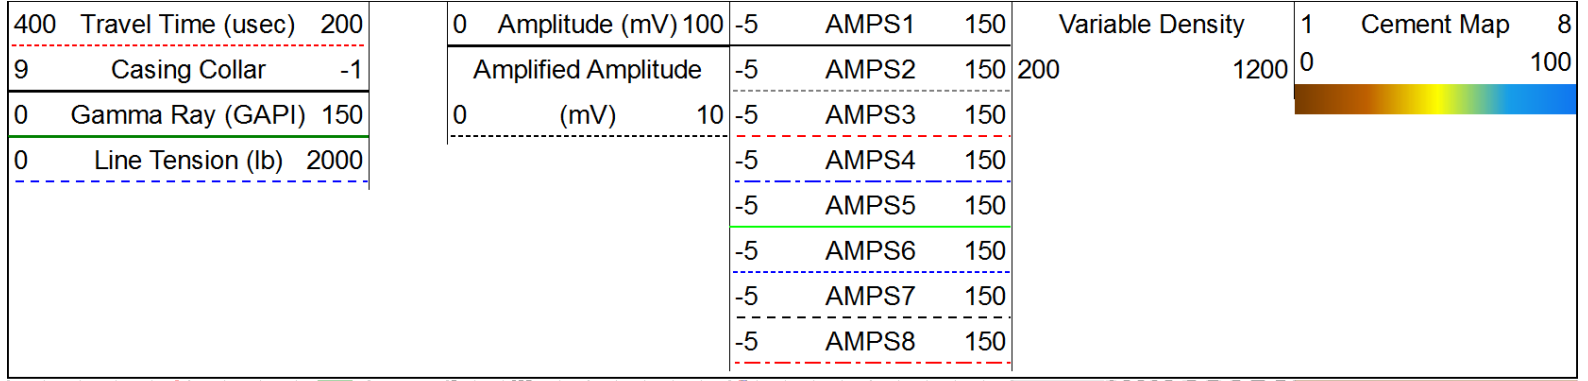 400 Travel Time (usec) 200
9 Casing Collar -1
0 Gamma Ray (GAPI) 150
0 Line Tension (lb) 2000
0 Amplitude (mV) 100
Amplified Amplitude
0 (mV) 10
-5 AMPS1 150
-5 AMPS2 150
-5 AMPS3 150
-5 AMPS4 150
-5 AMPS5 150
-5 AMPS6 150
-5 AMPS7 150
-5 AMPS8 150
Variable Density
200 1200
1 Cement Map 8
0 100